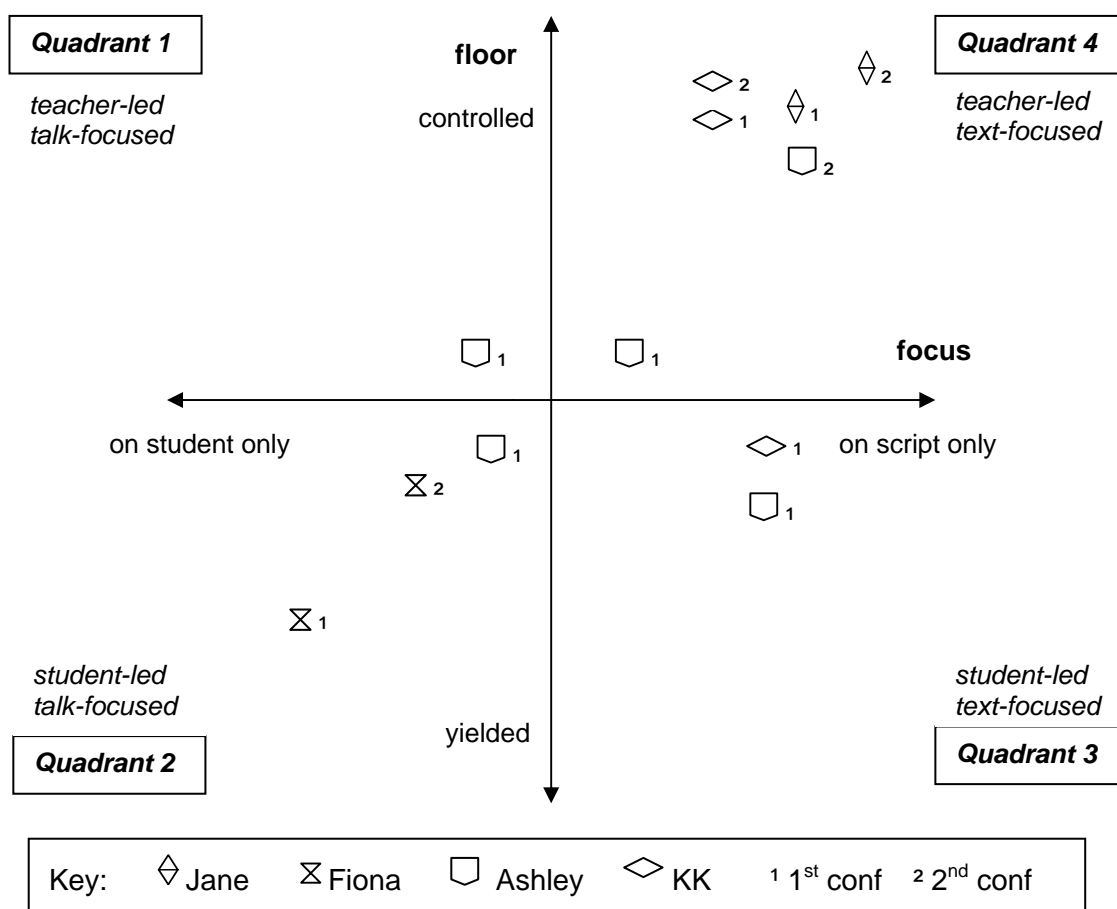 Quadrant 1
teacher-led
talk-focused
floor
controlled
Quadrant 4
teacher-led
text-focused
2
1
2
1
2
1
1
focus
on student only
on script only
1
1
2
1
1
student-led
talk-focused
Quadrant 2
yielded
student-led
text-focused
Quadrant 3
Key: Jane Fiona Ashley KK ¹ 1st conf ² 2nd conf